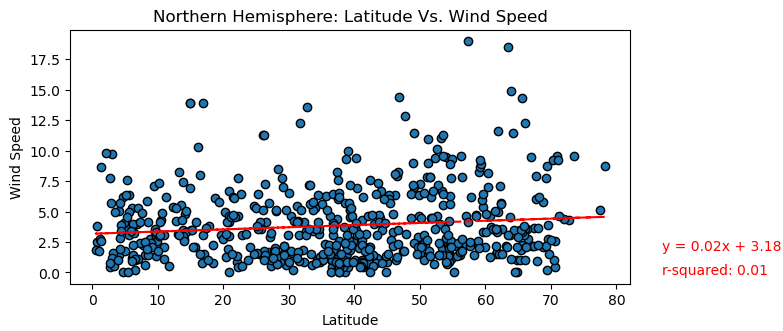 Northern Hemisphere: Latitude Vs. Wind Speed
17.5
15.0
12.5
10.0
7.5
5.0
2.5
0.0
Wind Speed
0 10 20 30 40 50 60 70 80
Latitude
y = 0.02x + 3.18
r-squared: 0.01